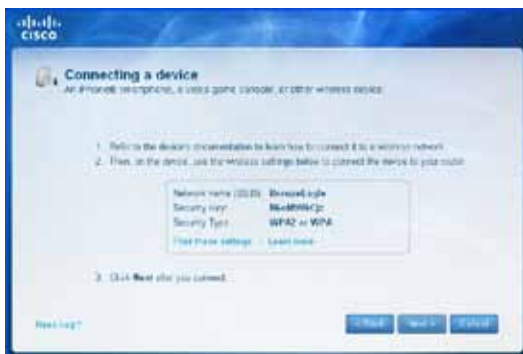 CISCO
Connecting a device
An iPhone, smartphone, a video game console, or other wireless device.
1. Refer to the device's documentation to learn how to connect it to a wireless network.
2. Then, on the device, use the wireless settings below to connect the device to your router.
Network name (SSID):
Security Key:
Security Type: WPA2 or WPA
Print these settings Learn more
3. Click Next after you connect.
Need help?
< Back Next > Cancel